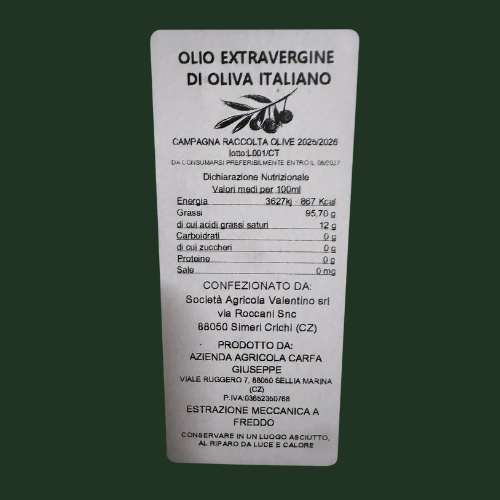 OLIO EXTRAVERGINE
DI OLIVA ITALIANO
CAMPAGNA RACCOLTA OLIVE 2025/2026
lotto:L001/CT
DA CONSUMARSI PREFERIBILMENTE ENTRO IL 06/2027
Dichiarazione Nutrizionale
Valori medi per 100ml
Energia 3627kj - 867 Kcal
Grassi 95,70 g
di cui acidi grassi saturi 12 g
Carboidrati 0 g
di cui zuccheri 0 g
Proteine 0 g
Sale 0 mg
CONFEZIONATO DA:
Società Agricola Valentino srl
via Roccani Snc
88050 Simeri Crichi (CZ)
PRODOTTO DA:
AZIENDA AGRICOLA CARFA
GIUSEPPE
VIALE RUGGERO 7, 88050 SELLIA MARINA
(CZ)
P.IVA:03652350788
ESTRAZIONE MECCANICA A
FREDDO
CONSERVARE IN UN LUOGO ASCIUTTO,
AL RIPARO DA LUCE E CALORE